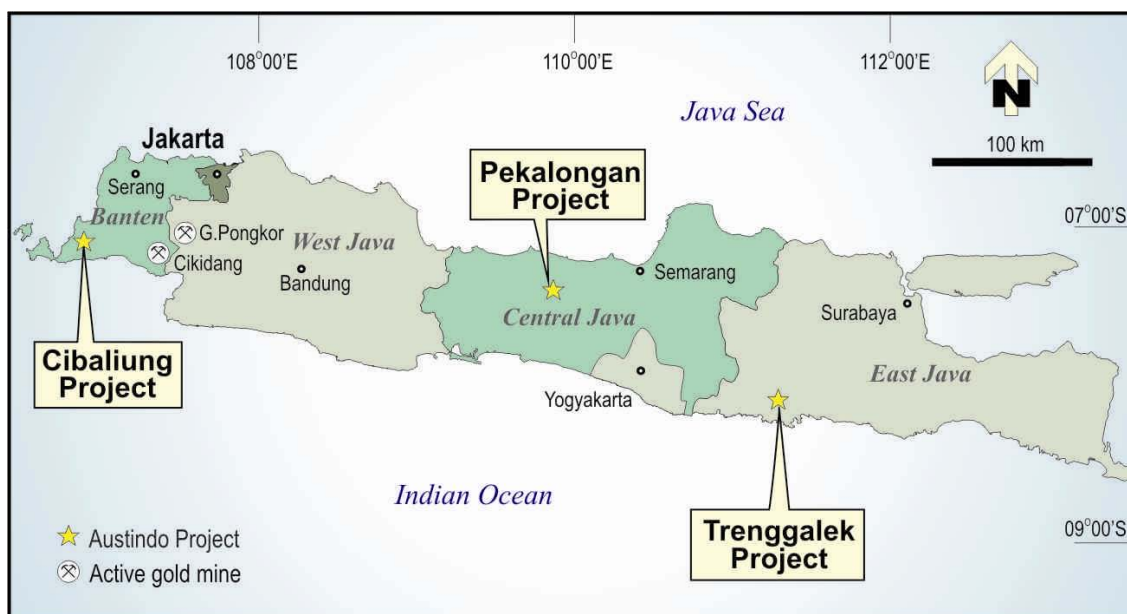 108°00'E
110°00'E
112°00'E
N
100 km
Java Sea
Jakarta
Serang
Banten
G.Pongkor
Cikidang
West Java
Bandung
Pekalongan
Project
Semarang
Central Java
Yogyakarta
07°00'S
Surabaya
East Java
Cibaliung
Project
Indian Ocean
Trenggalek
Project
09°00'S
Austindo Project
Active gold mine